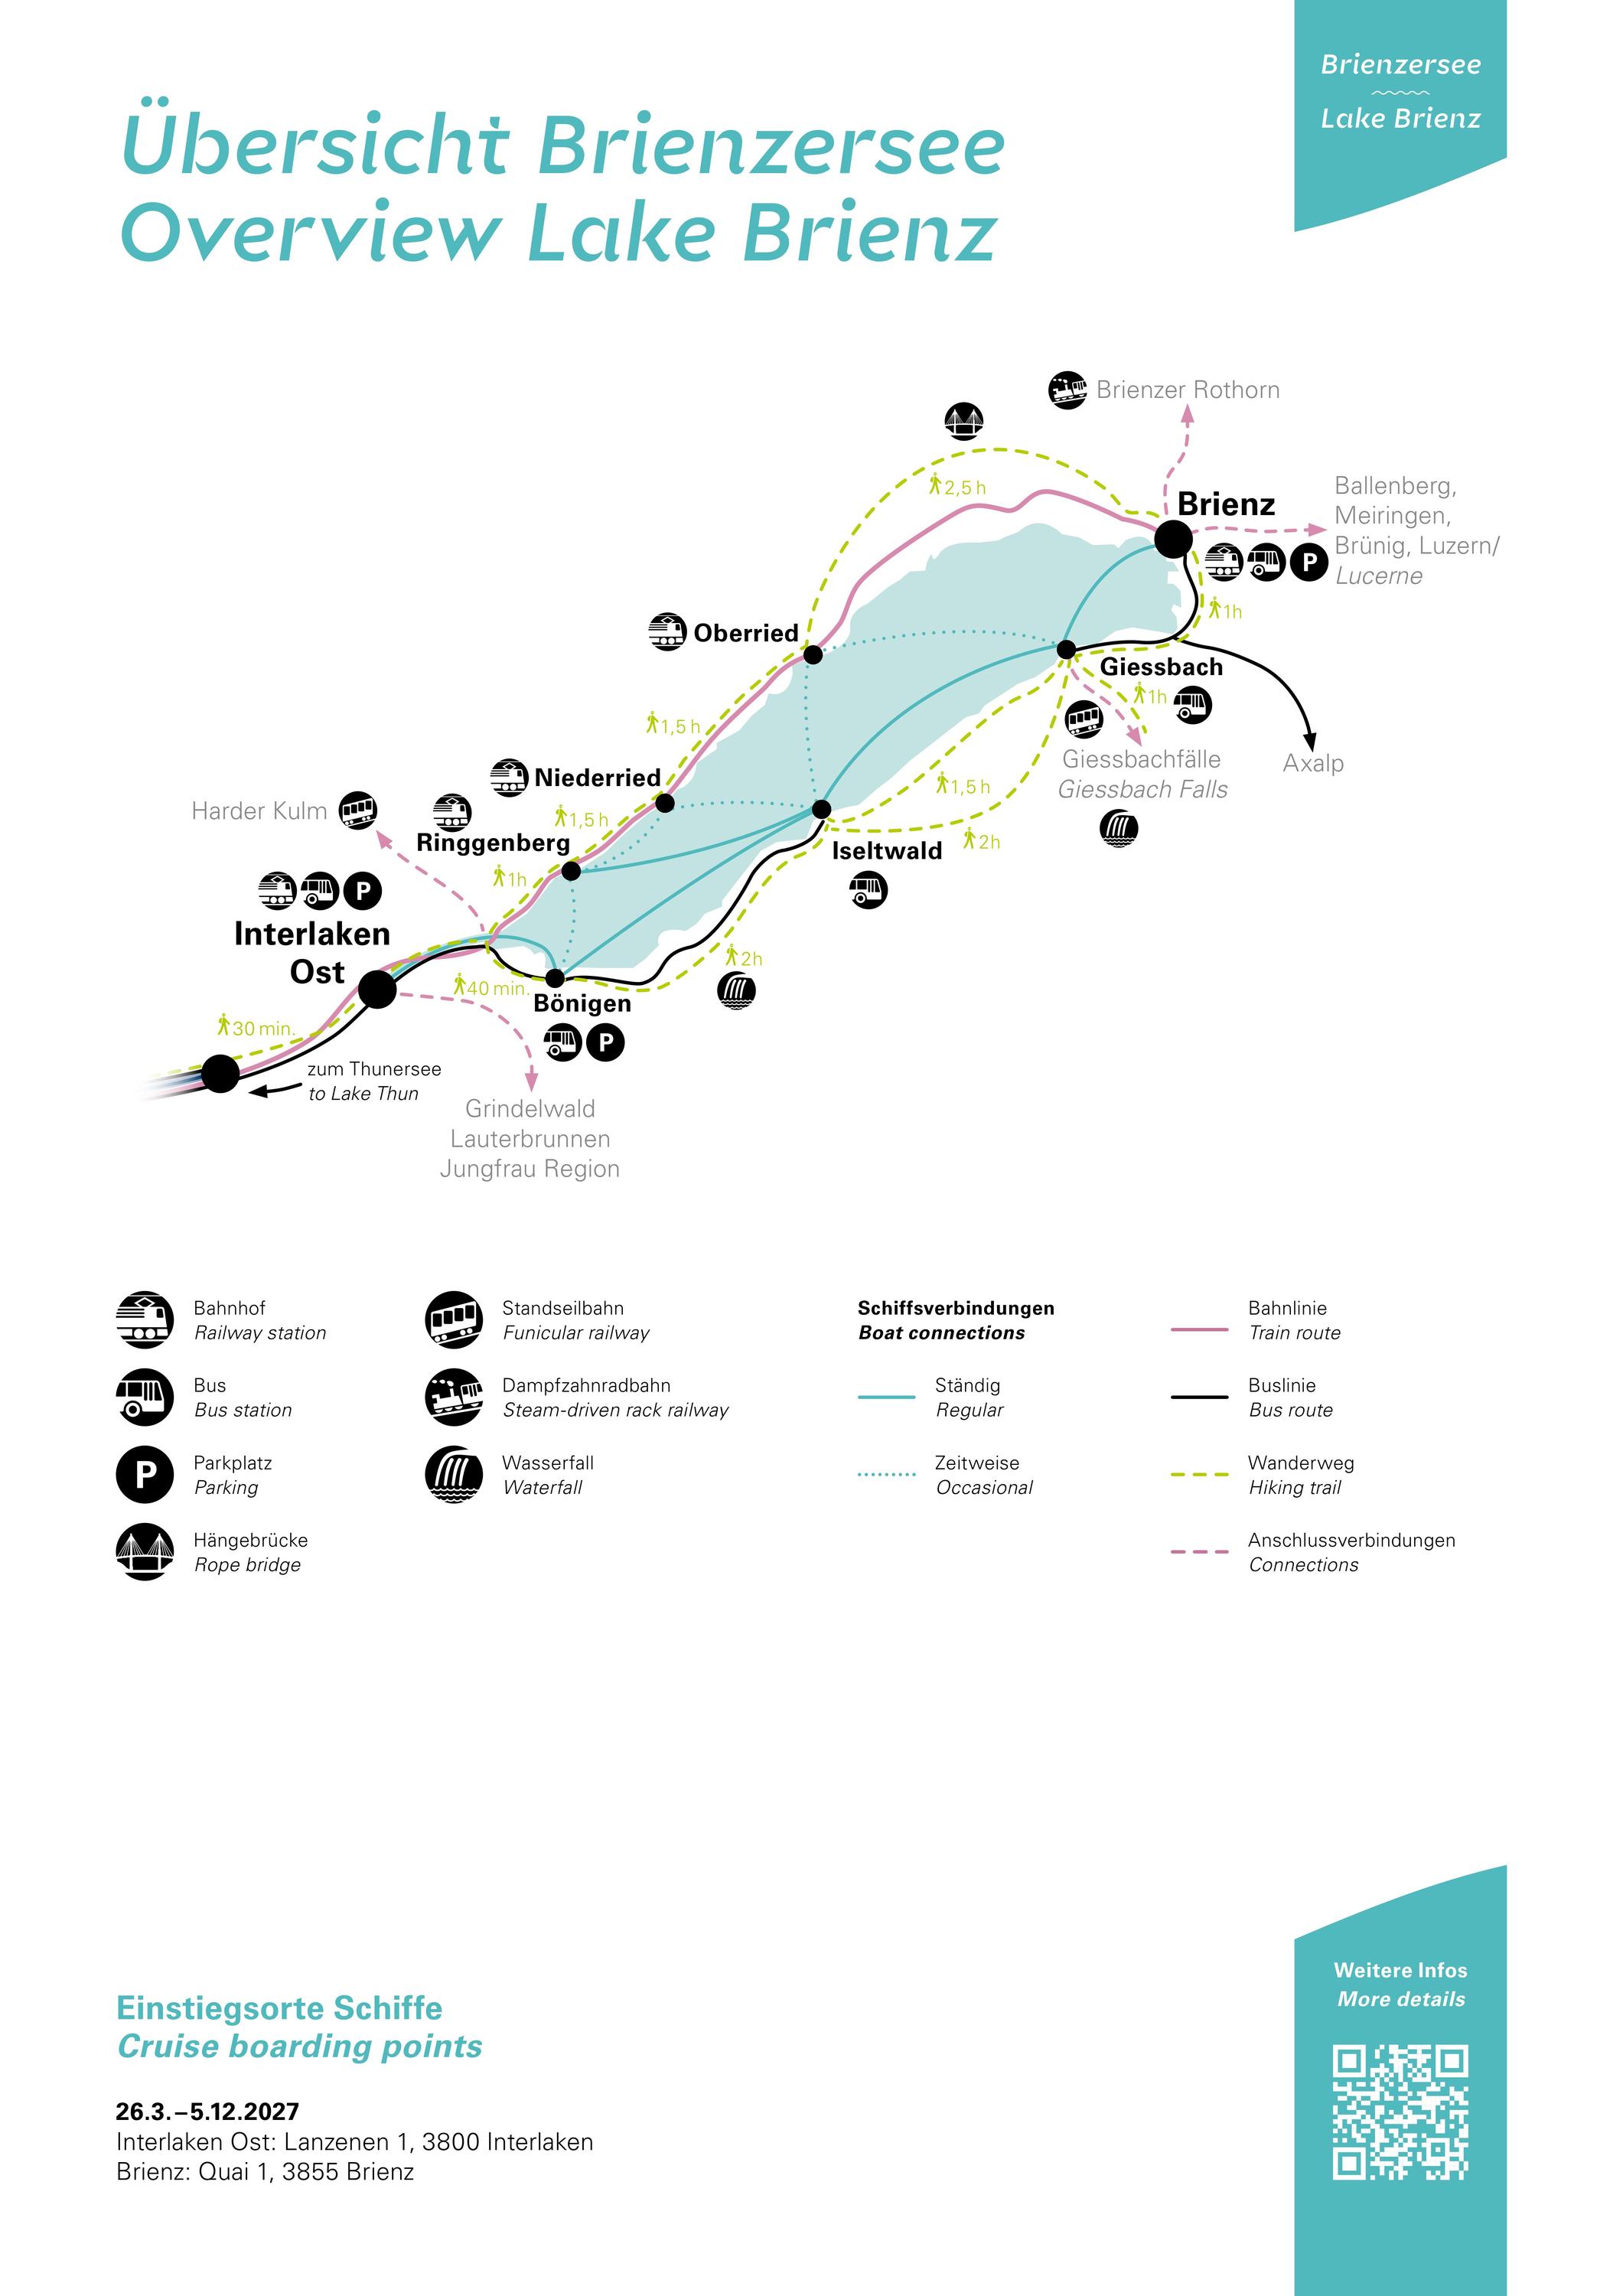 Brienzersee
Lake Brienz
Übersicht Brienzersee
Overview Lake Brienz
Brienzer Rothorn
2,5 h
Brienz
Ballenberg,
Meiringen,
Brünig, Luzern/
Lucerne
P
1h
Oberried
Giessbach
1h
1,5 h
Giessbachfälle
Giessbach Falls
Axalp
Niederried
1,5 h
1,5 h
Harder Kulm
Ringgenberg
2h
Iseltwald
1h
P
Interlaken
Ost
2h
40 min.
Bönigen
P
30 min.
zum Thunersee
to Lake Thun
Grindelwald
Lauterbrunnen
Jungfrau Region
Bahnhof
Railway station
Bus
Bus station
P
Parkplatz
Parking
Hängebrücke
Rope bridge
Standseilbahn
Funicular railway
Dampfzahnradbahn
Steam-driven rack railway
Wasserfall
Waterfall
Schiffsverbindungen
Boat connections
Ständig
Regular
Zeitweise
Occasional
Bahnlinie
Train route
Buslinie
Bus route
Wanderweg
Hiking trail
Anschlussverbindungen
Connections
Einstiegsorte Schiffe
Cruise boarding points
26.3.–5.12.2027
Interlaken Ost: Lanzenen 1, 3800 Interlaken
Brienz: Quai 1, 3855 Brienz
Weitere Infos
More details